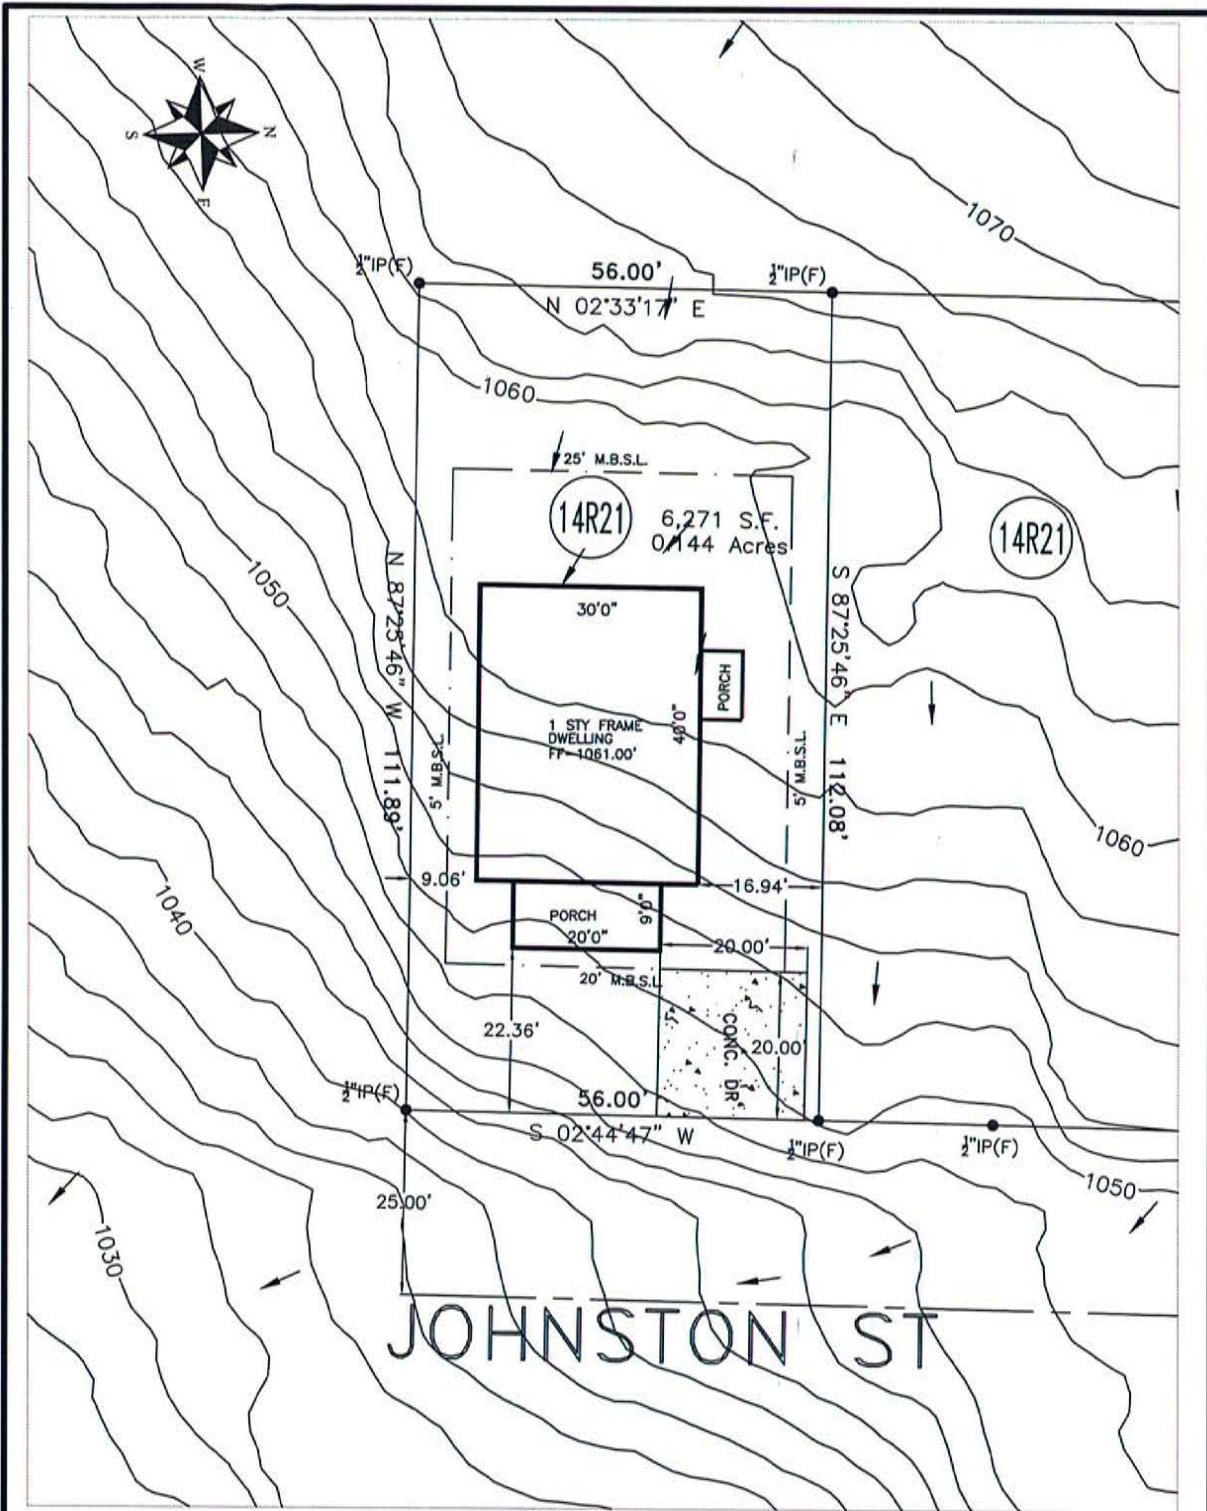 W
N
S
E
1070
½"IP(F)
56.00'
½"IP(F)
N 02°33'17" E
1060
25' M.B.S.L.
14R21
6,271 S.F.
0.144 Acres
14R21
1050
N 87°25'46" W 111.89'
S 87°25'46" E 112.08'
30'0"
PORCH
40'0"
1 STY FRAME
DWELLING
FF=1061.00'
5' M.B.S.L.
5' M.B.S.L.
1060
9.06'
16.94'
1040
PORCH
9'0"
20'0"
20.00'
20' M.B.S.L.
22.36'
CONC. DR
20.00'
½"IP(F)
56.00'
S 02°44'47" W
½"IP(F)
½"IP(F)
1050
25.00'
1030
JOHNSTON ST